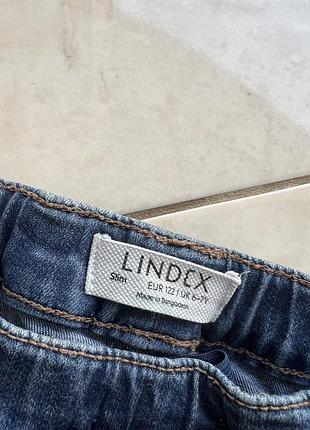 LINDEX
Slim
EUR 122 | UK 6-7Y
Made in Bangladesh